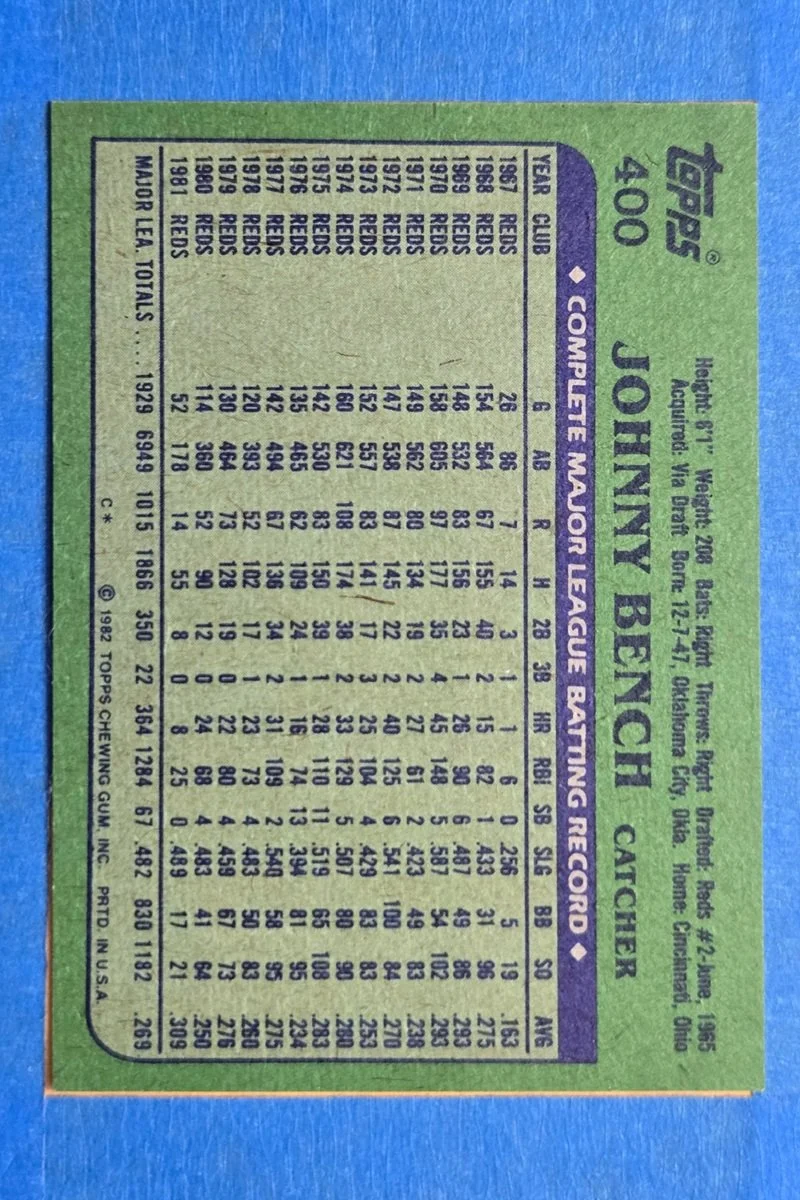 TOPPS®
400
Height: 6'1" Weight: 208 Bats: Right Throws: Right Drafted: Reds #2-June, 1965
Acquired: Via Draft Born: 12-7-47, Oklahoma City, Okla. Home: Cincinnati, Ohio
JOHNNY BENCH CATCHER
♦ COMPLETE MAJOR LEAGUE BATTING RECORD ♦
YEAR CLUB G AB R H 2B 3B HR RBI SB SLG BB SO AVG
1967 REDS 26 86 7 14 3 1 1 6 0 .256 5 19 .163
1968 REDS 154 564 67 155 40 2 15 82 1 .433 31 96 .275
1969 REDS 148 532 83 156 23 1 26 90 6 .487 49 86 .293
1970 REDS 158 605 97 177 35 4 45 148 5 .587 54 102 .293
1971 REDS 149 562 80 134 19 2 27 61 2 .423 49 83 .238
1972 REDS 147 538 87 145 22 2 40 125 6 .541 100 84 .270
1973 REDS 152 557 83 141 17 3 25 104 4 .429 83 83 .253
1974 REDS 160 621 108 174 38 2 33 129 5 .507 80 90 .280
1975 REDS 142 530 83 150 39 1 28 110 11 .519 65 108 .283
1976 REDS 135 465 62 109 24 1 16 74 13 .394 81 95 .234
1977 REDS 142 494 67 136 34 2 31 109 2 .540 58 95 .275
1978 REDS 120 393 52 102 17 1 23 73 4 .483 50 83 .260
1979 REDS 130 464 73 128 19 0 22 80 4 .459 67 73 .276
1980 REDS 114 360 52 90 12 0 24 68 4 .483 41 64 .250
1981 REDS 52 178 14 55 8 0 8 25 0 .489 17 21 .309
MAJOR LEA. TOTALS .... 1929 6949 1015 1866 350 22 364 1284 67 .482 830 1182 .269
C* © 1982 TOPPS CHEWING GUM, INC. PRTD. IN U.S.A.